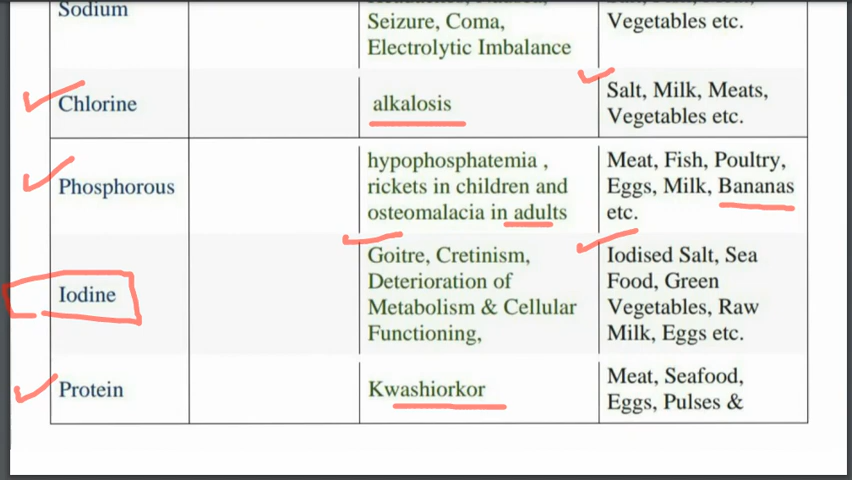 Sodium
Seizure, Coma,
Electrolytic Imbalance
Vegetables etc.
Chlorine
alkalosis
Salt, Milk, Meats,
Vegetables etc.
Phosphorous
hypophosphatemia ,
rickets in children and
osteomalacia in adults
Meat, Fish, Poultry,
Eggs, Milk, Bananas
etc.
Iodine
Goitre, Cretinism,
Deterioration of
Metabolism & Cellular
Functioning,
Iodised Salt, Sea
Food, Green
Vegetables, Raw
Milk, Eggs etc.
Protein
Kwashiorkor
Meat, Seafood,
Eggs, Pulses &